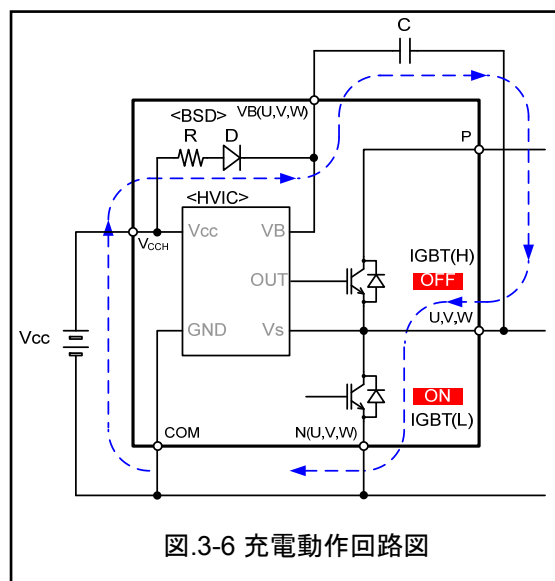 C
<BSD>
VB(U,V,W)
R
D
P
<HVIC>
VCCH
Vcc
VB
IGBT(H)
OUT
OFF
U,V,W
Vcc
GND
Vs
ON
IGBT(L)
COM
N(U,V,W)
図.3-6 充電動作回路図